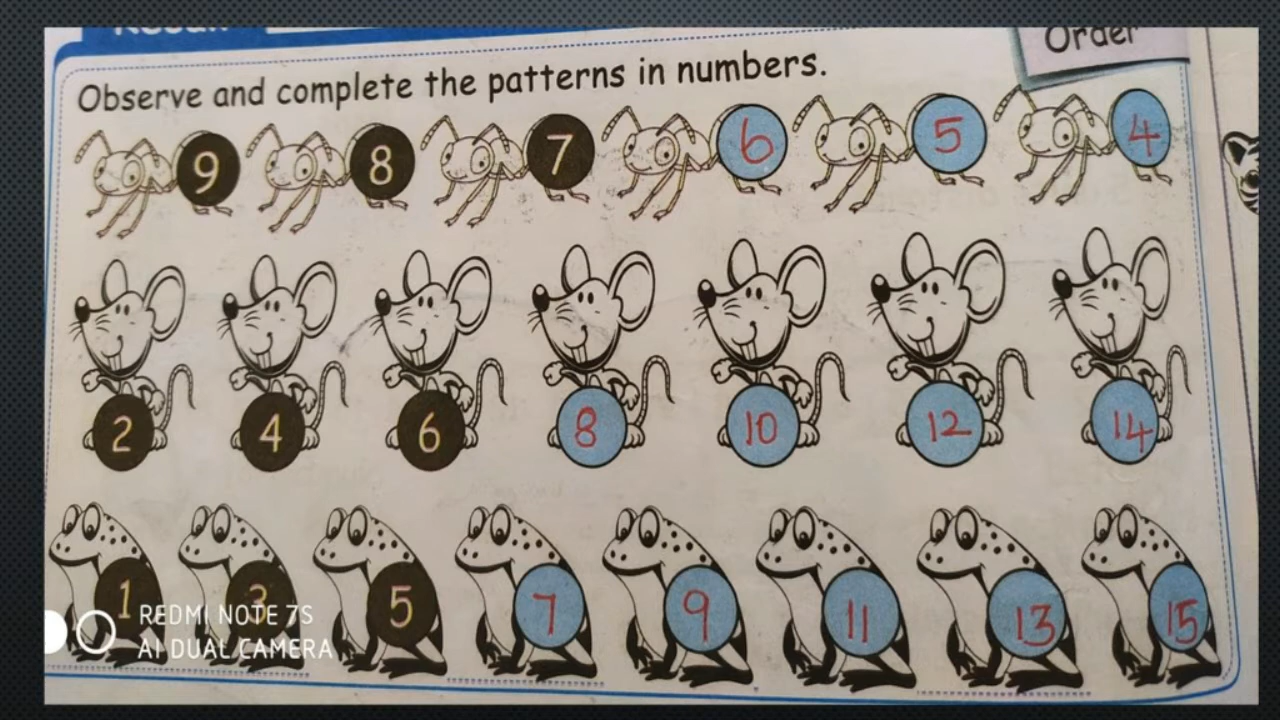 Order
Observe and complete the patterns in numbers.
9 8 7 6 5 4
2 4 6 8 10 12 14
1 3 5 7 9 11 13 15
REDMI NOTE 7S
AI DUAL CAMERA